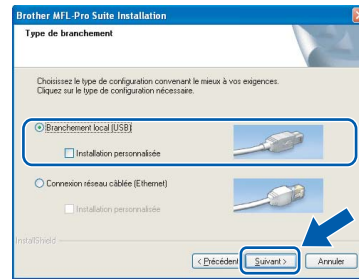 Brother MFL-Pro Suite Installation
Type de branchement
Choisissez le type de configuration convenant le mieux à vos exigences.
Cliquez sur le type de configuration nécessaire.
Branchement local (USB)
Installation personnalisée
Connexion réseau câblée (Ethernet)
Installation personnalisée
InstallShield
< Précédent
Suivant >
Annuler